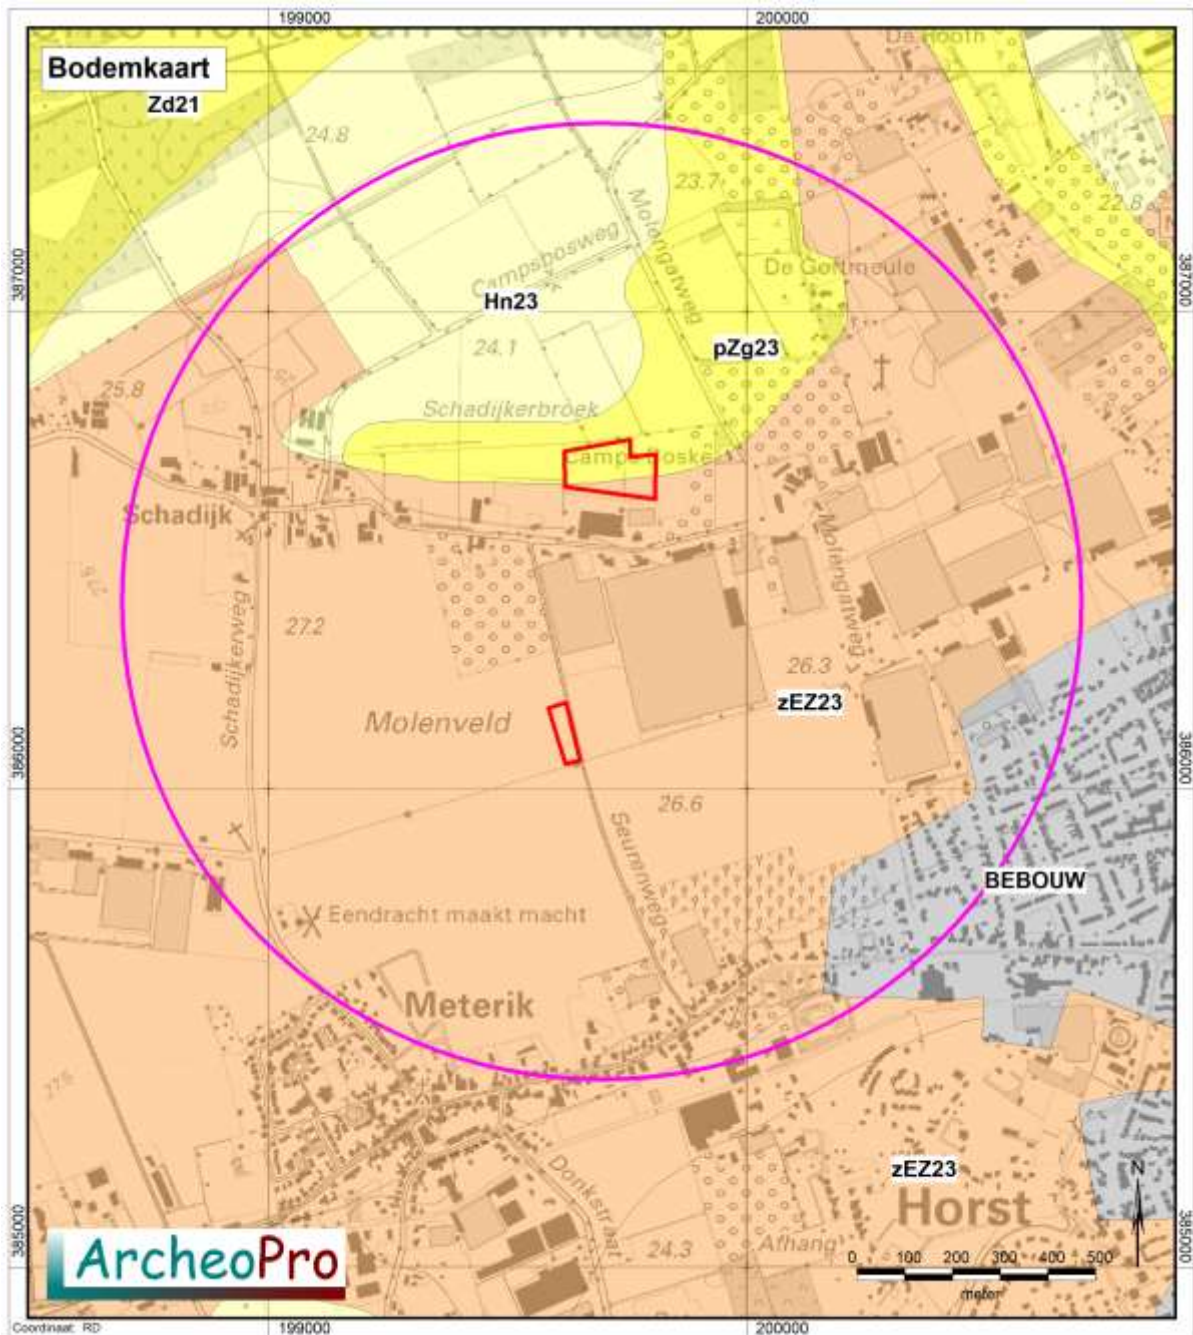 199000
200000
Bodemkaart
De Hooth
Zd21
24.8
23.7
22.8
387000
387000
Molengatweg
Campsbosweg
De Gortmeule
Hn23
24.1
pZg23
25.8
Schadijkerbroek
Camps Boske
Schadijk
Molengatweg
27.2
Schadijkerweg
26.3
zEZ23
Molenveld
386000
386000
26.6
Seurenweg
BEBOUW
Eendracht maakt macht
Meterik
Donkstraat
zEZ23
Horst
N
385000
385000
24.3
Afhang
ArcheoPro
0 100 200 300 400 500
meter
Coordinaat: RD
199000
200000